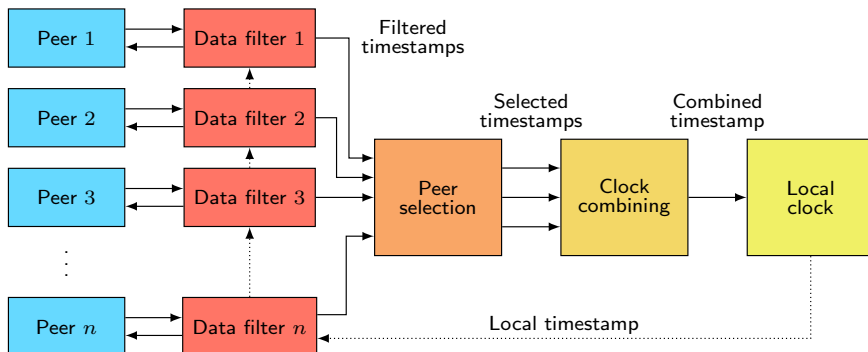 Peer 1
Data filter 1
Filtered
timestamps
Peer 2
Data filter 2
Selected
timestamps
Combined
timestamp
Peer 3
Data filter 3
Peer
selection
Clock
combining
Local
clock
Peer n
Data filter n
Local timestamp